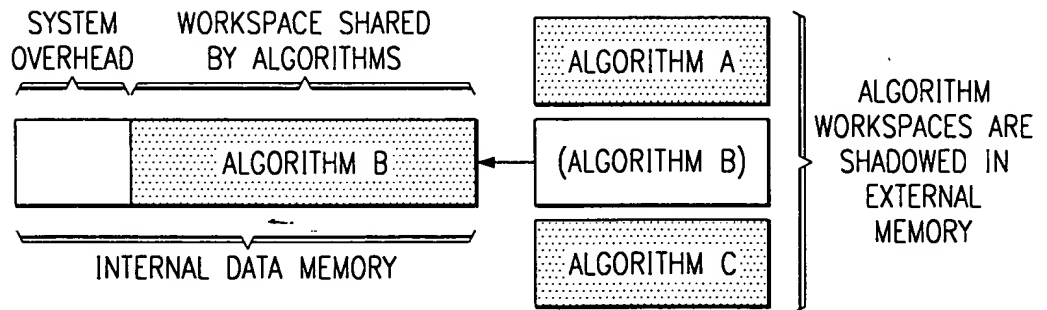 SYSTEM
OVERHEAD
WORKSPACE SHARED
BY ALGORITHMS
ALGORITHM B
INTERNAL DATA MEMORY
ALGORITHM A
(ALGORITHM B)
ALGORITHM C
ALGORITHM
WORKSPACES ARE
SHADOWED IN
EXTERNAL
MEMORY